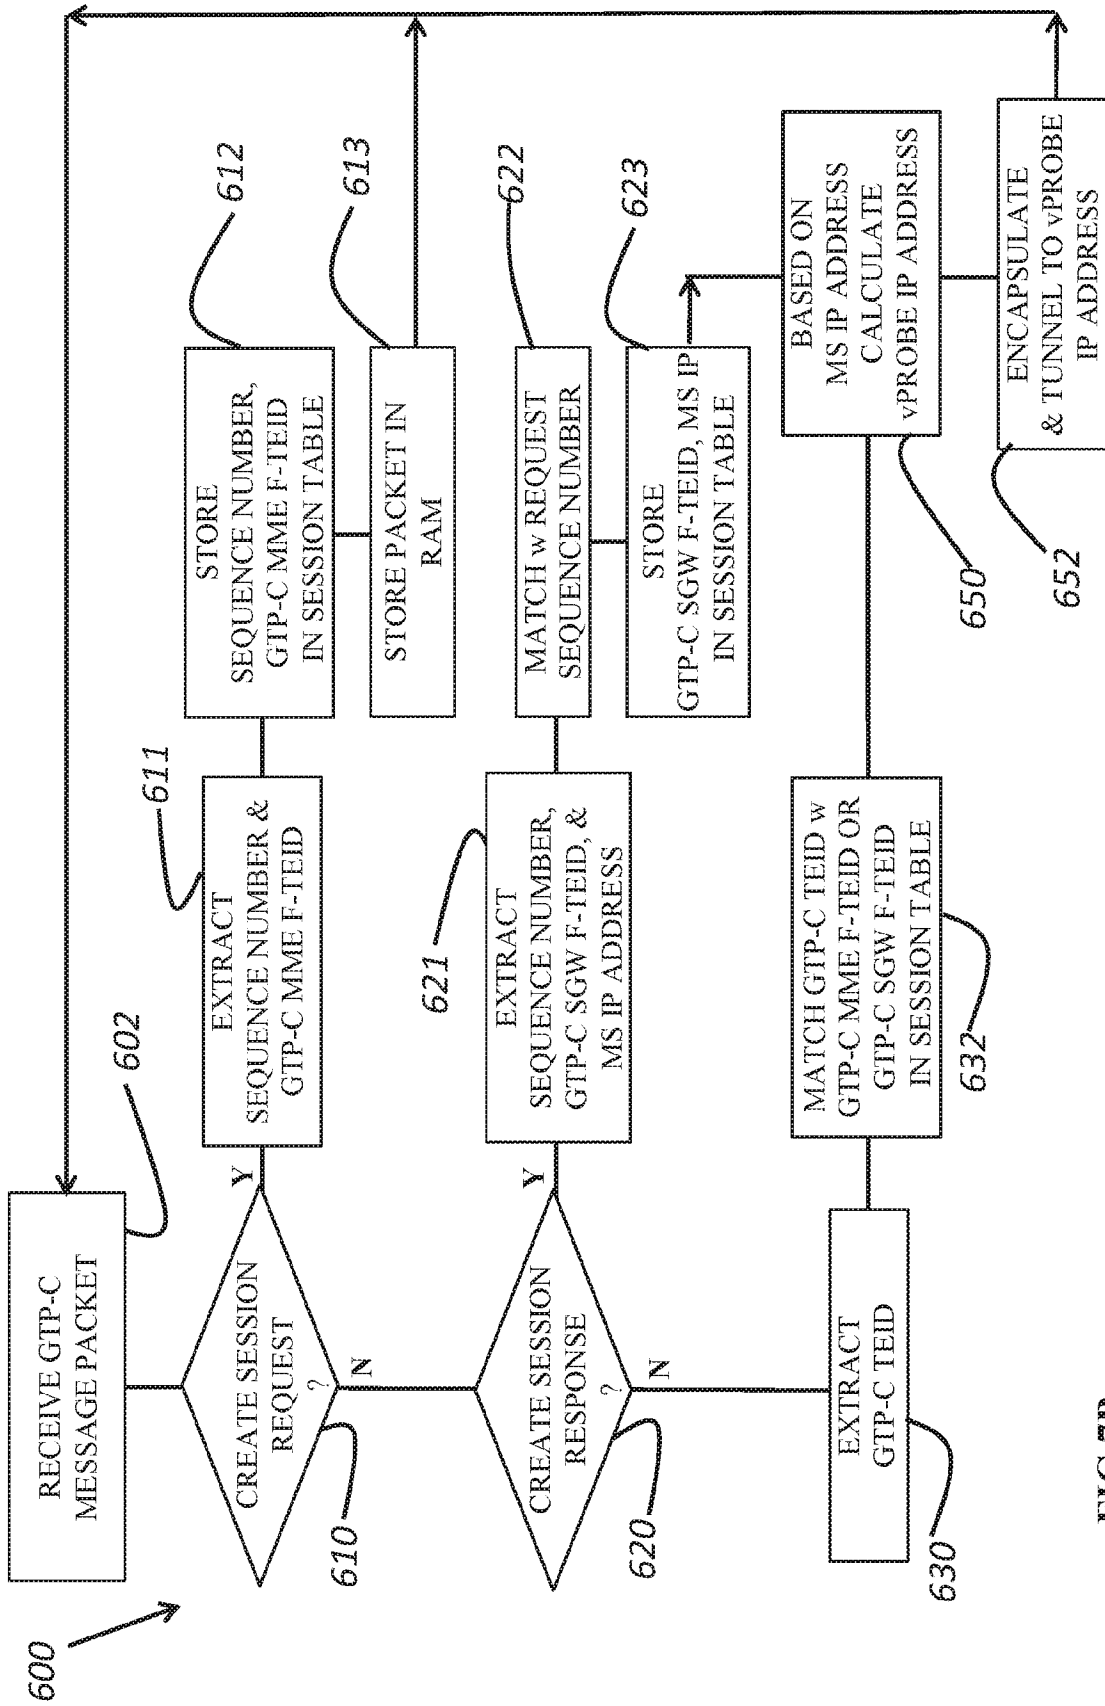 600
RECEIVE GTP-C
MESSAGE PACKET
602
CREATE SESSION
REQUEST
?
610
Y
N
EXTRACT
SEQUENCE NUMBER &
GTP-C MME F-TEID
611
STORE
SEQUENCE NUMBER,
GTP-C MME F-TEID
IN SESSION TABLE
612
STORE PACKET IN
RAM
613
CREATE SESSION
RESPONSE
?
620
Y
N
EXTRACT
SEQUENCE NUMBER,
GTP-C SGW F-TEID, &
MS IP ADDRESS
621
MATCH w REQUEST
SEQUENCE NUMBER
622
STORE
GTP-C SGW F-TEID, MS IP
IN SESSION TABLE
623
EXTRACT
GTP-C TEID
630
MATCH GTP-C TEID w
GTP-C MME F-TEID OR
GTP-C SGW F-TEID
IN SESSION TABLE
632
BASED ON
MS IP ADDRESS
CALCULATE
vPROBE IP ADDRESS
650
ENCAPSULATE
& TUNNEL TO vPROBE
IP ADDRESS
652